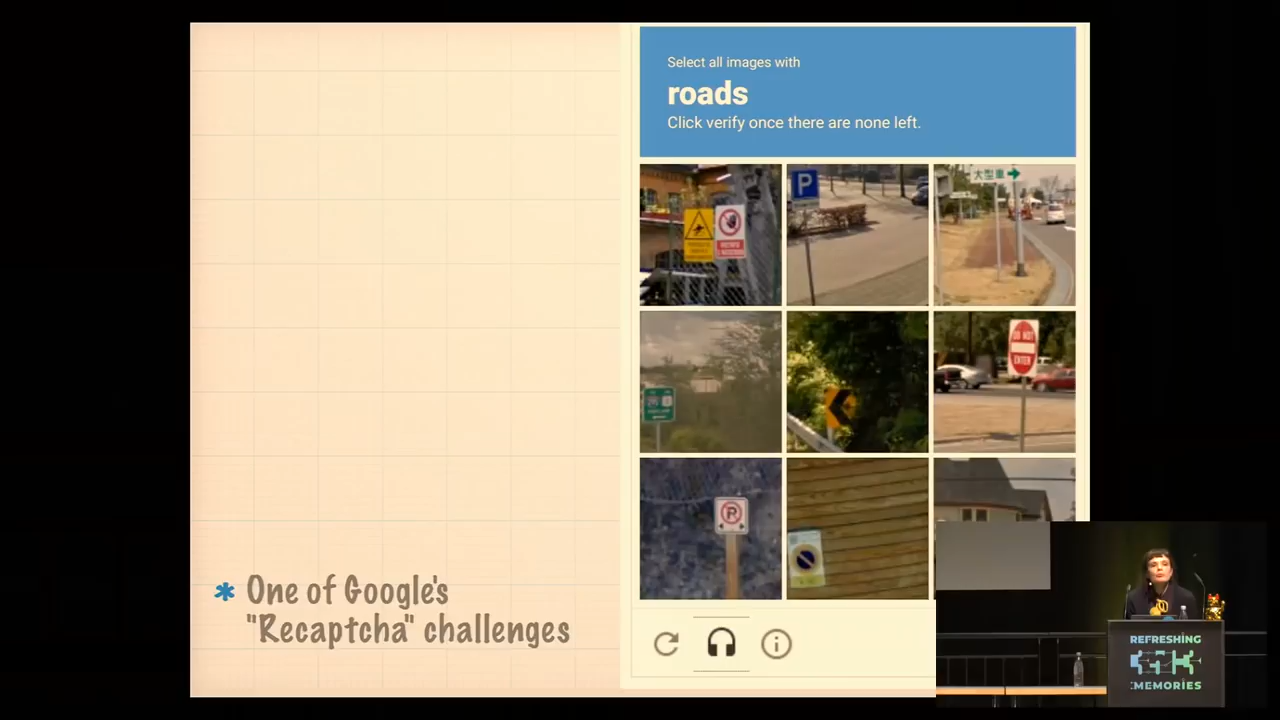 Select all images with
roads
Click verify once there are none left.
P
大型車
DO NOT
ENTER
P
* One of Google's
"Recaptcha" challenges
REFRESHING
MEMORIES